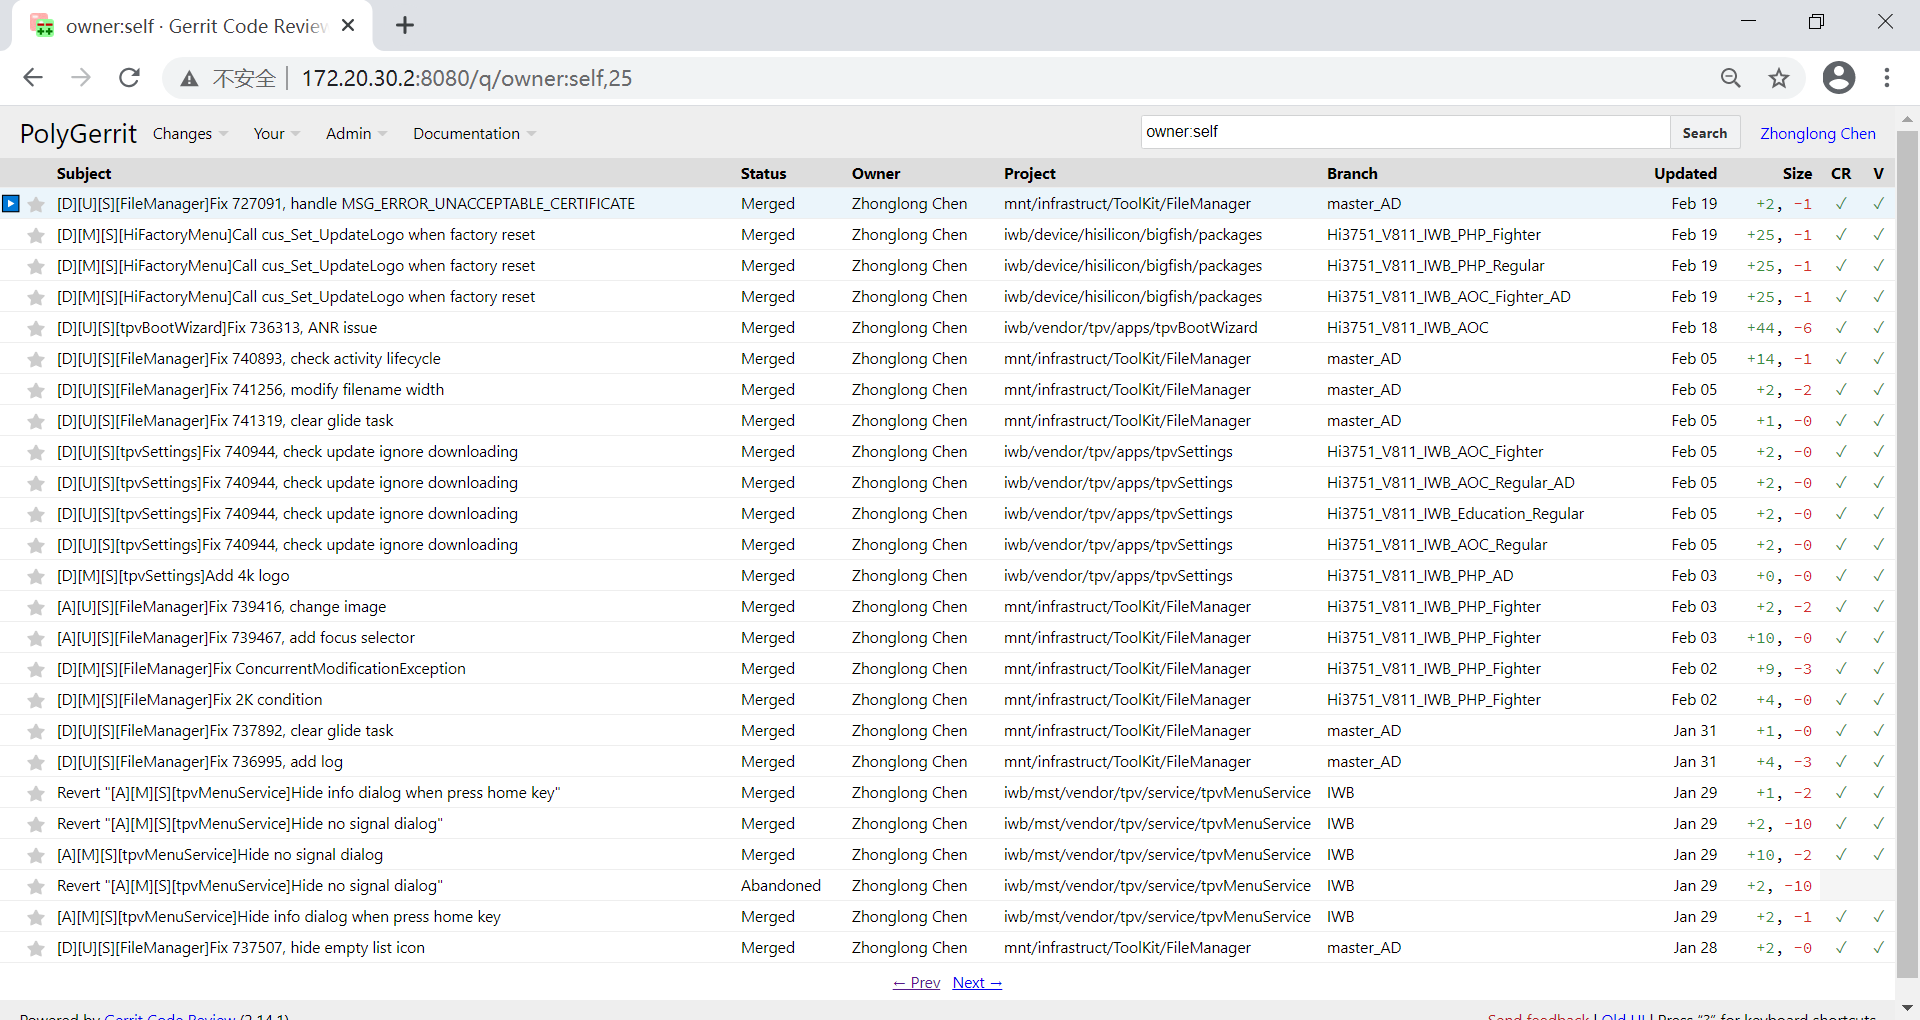 owner:self · Gerrit Code Review
不安全 172.20.30.2:8080/q/owner:self,25
PolyGerrit Changes Your Admin Documentation owner:self Search Zhonglong Chen
Subject Status Owner Project Branch Updated Size CR V
[D][U][S][FileManager]Fix 727091, handle MSG_ERROR_UNACCEPTABLE_CERTIFICATE Merged Zhonglong Chen mnt/infrastruct/ToolKit/FileManager master_AD Feb 19 +2, -1 ✓ ✓
[D][M][S][HiFactoryMenu]Call cus_Set_UpdateLogo when factory reset Merged Zhonglong Chen iwb/device/hisilicon/bigfish/packages Hi3751_V811_IWB_PHP_Fighter Feb 19 +25, -1 ✓ ✓
[D][M][S][HiFactoryMenu]Call cus_Set_UpdateLogo when factory reset Merged Zhonglong Chen iwb/device/hisilicon/bigfish/packages Hi3751_V811_IWB_PHP_Regular Feb 19 +25, -1 ✓ ✓
[D][M][S][HiFactoryMenu]Call cus_Set_UpdateLogo when factory reset Merged Zhonglong Chen iwb/device/hisilicon/bigfish/packages Hi3751_V811_IWB_AOC_Fighter_AD Feb 19 +25, -1 ✓ ✓
[D][U][S][tpvBootWizard]Fix 736313, ANR issue Merged Zhonglong Chen iwb/vendor/tpv/apps/tpvBootWizard Hi3751_V811_IWB_AOC Feb 18 +44, -6 ✓ ✓
[D][U][S][FileManager]Fix 740893, check activity lifecycle Merged Zhonglong Chen mnt/infrastruct/ToolKit/FileManager master_AD Feb 05 +14, -1 ✓ ✓
[D][U][S][FileManager]Fix 741256, modify filename width Merged Zhonglong Chen mnt/infrastruct/ToolKit/FileManager master_AD Feb 05 +2, -2 ✓ ✓
[D][U][S][FileManager]Fix 741319, clear glide task Merged Zhonglong Chen mnt/infrastruct/ToolKit/FileManager master_AD Feb 05 +1, -0 ✓ ✓
[D][U][S][tpvSettings]Fix 740944, check update ignore downloading Merged Zhonglong Chen iwb/vendor/tpv/apps/tpvSettings Hi3751_V811_IWB_AOC_Fighter Feb 05 +2, -0 ✓ ✓
[D][U][S][tpvSettings]Fix 740944, check update ignore downloading Merged Zhonglong Chen iwb/vendor/tpv/apps/tpvSettings Hi3751_V811_IWB_AOC_Regular_AD Feb 05 +2, -0 ✓ ✓
[D][U][S][tpvSettings]Fix 740944, check update ignore downloading Merged Zhonglong Chen iwb/vendor/tpv/apps/tpvSettings Hi3751_V811_IWB_Education_Regular Feb 05 +2, -0 ✓ ✓
[D][U][S][tpvSettings]Fix 740944, check update ignore downloading Merged Zhonglong Chen iwb/vendor/tpv/apps/tpvSettings Hi3751_V811_IWB_AOC_Regular Feb 05 +2, -0 ✓ ✓
[D][M][S][tpvSettings]Add 4k logo Merged Zhonglong Chen iwb/vendor/tpv/apps/tpvSettings Hi3751_V811_IWB_PHP_AD Feb 03 +0, -0 ✓ ✓
[A][U][S][FileManager]Fix 739416, change image Merged Zhonglong Chen mnt/infrastruct/ToolKit/FileManager Hi3751_V811_IWB_PHP_Fighter Feb 03 +2, -2 ✓ ✓
[A][U][S][FileManager]Fix 739467, add focus selector Merged Zhonglong Chen mnt/infrastruct/ToolKit/FileManager Hi3751_V811_IWB_PHP_Fighter Feb 03 +10, -0 ✓ ✓
[D][M][S][FileManager]Fix ConcurrentModificationException Merged Zhonglong Chen mnt/infrastruct/ToolKit/FileManager Hi3751_V811_IWB_PHP_Fighter Feb 02 +9, -3 ✓ ✓
[D][M][S][FileManager]Fix 2K condition Merged Zhonglong Chen mnt/infrastruct/ToolKit/FileManager Hi3751_V811_IWB_PHP_Fighter Feb 02 +4, -0 ✓ ✓
[D][U][S][FileManager]Fix 737892, clear glide task Merged Zhonglong Chen mnt/infrastruct/ToolKit/FileManager master_AD Jan 31 +1, -0 ✓ ✓
[D][U][S][FileManager]Fix 736995, add log Merged Zhonglong Chen mnt/infrastruct/ToolKit/FileManager master_AD Jan 31 +4, -3 ✓ ✓
Revert "[A][M][S][tpvMenuService]Hide info dialog when press home key" Merged Zhonglong Chen iwb/mst/vendor/tpv/service/tpvMenuService IWB Jan 29 +1, -2 ✓ ✓
Revert "[A][M][S][tpvMenuService]Hide no signal dialog" Merged Zhonglong Chen iwb/mst/vendor/tpv/service/tpvMenuService IWB Jan 29 +2, -10 ✓ ✓
[A][M][S][tpvMenuService]Hide no signal dialog Merged Zhonglong Chen iwb/mst/vendor/tpv/service/tpvMenuService IWB Jan 29 +10, -2 ✓ ✓
Revert "[A][M][S][tpvMenuService]Hide no signal dialog" Abandoned Zhonglong Chen iwb/mst/vendor/tpv/service/tpvMenuService IWB Jan 29 +2, -10
[A][M][S][tpvMenuService]Hide info dialog when press home key Merged Zhonglong Chen iwb/mst/vendor/tpv/service/tpvMenuService IWB Jan 29 +2, -1 ✓ ✓
[D][U][S][FileManager]Fix 737507, hide empty list icon Merged Zhonglong Chen mnt/infrastruct/ToolKit/FileManager master_AD Jan 28 +2, -0 ✓ ✓
← Prev Next →
Powered by Gerrit Code Review (2.14.1) Send feedback | Old UI | Press "?" for keyboard shortcuts